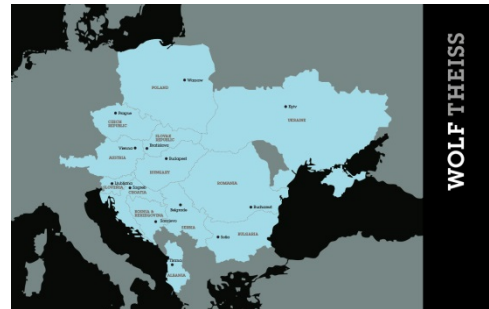 Warsaw
POLAND
Prague
CZECH
REPUBLIC
Kyiv
UKRAINE
SLOVAK
REPUBLIC
Bratislava
Vienna
AUSTRIA
Budapest
HUNGARY
Ljubljana
SLOVENIA
Zagreb
CROATIA
ROMANIA
Bucharest
BOSNIA &
HERZEGOVINA
Belgrade
Sarajevo
SERBIA
Sofia
BULGARIA
Tirana
ALBANIA
WOLF THEISS